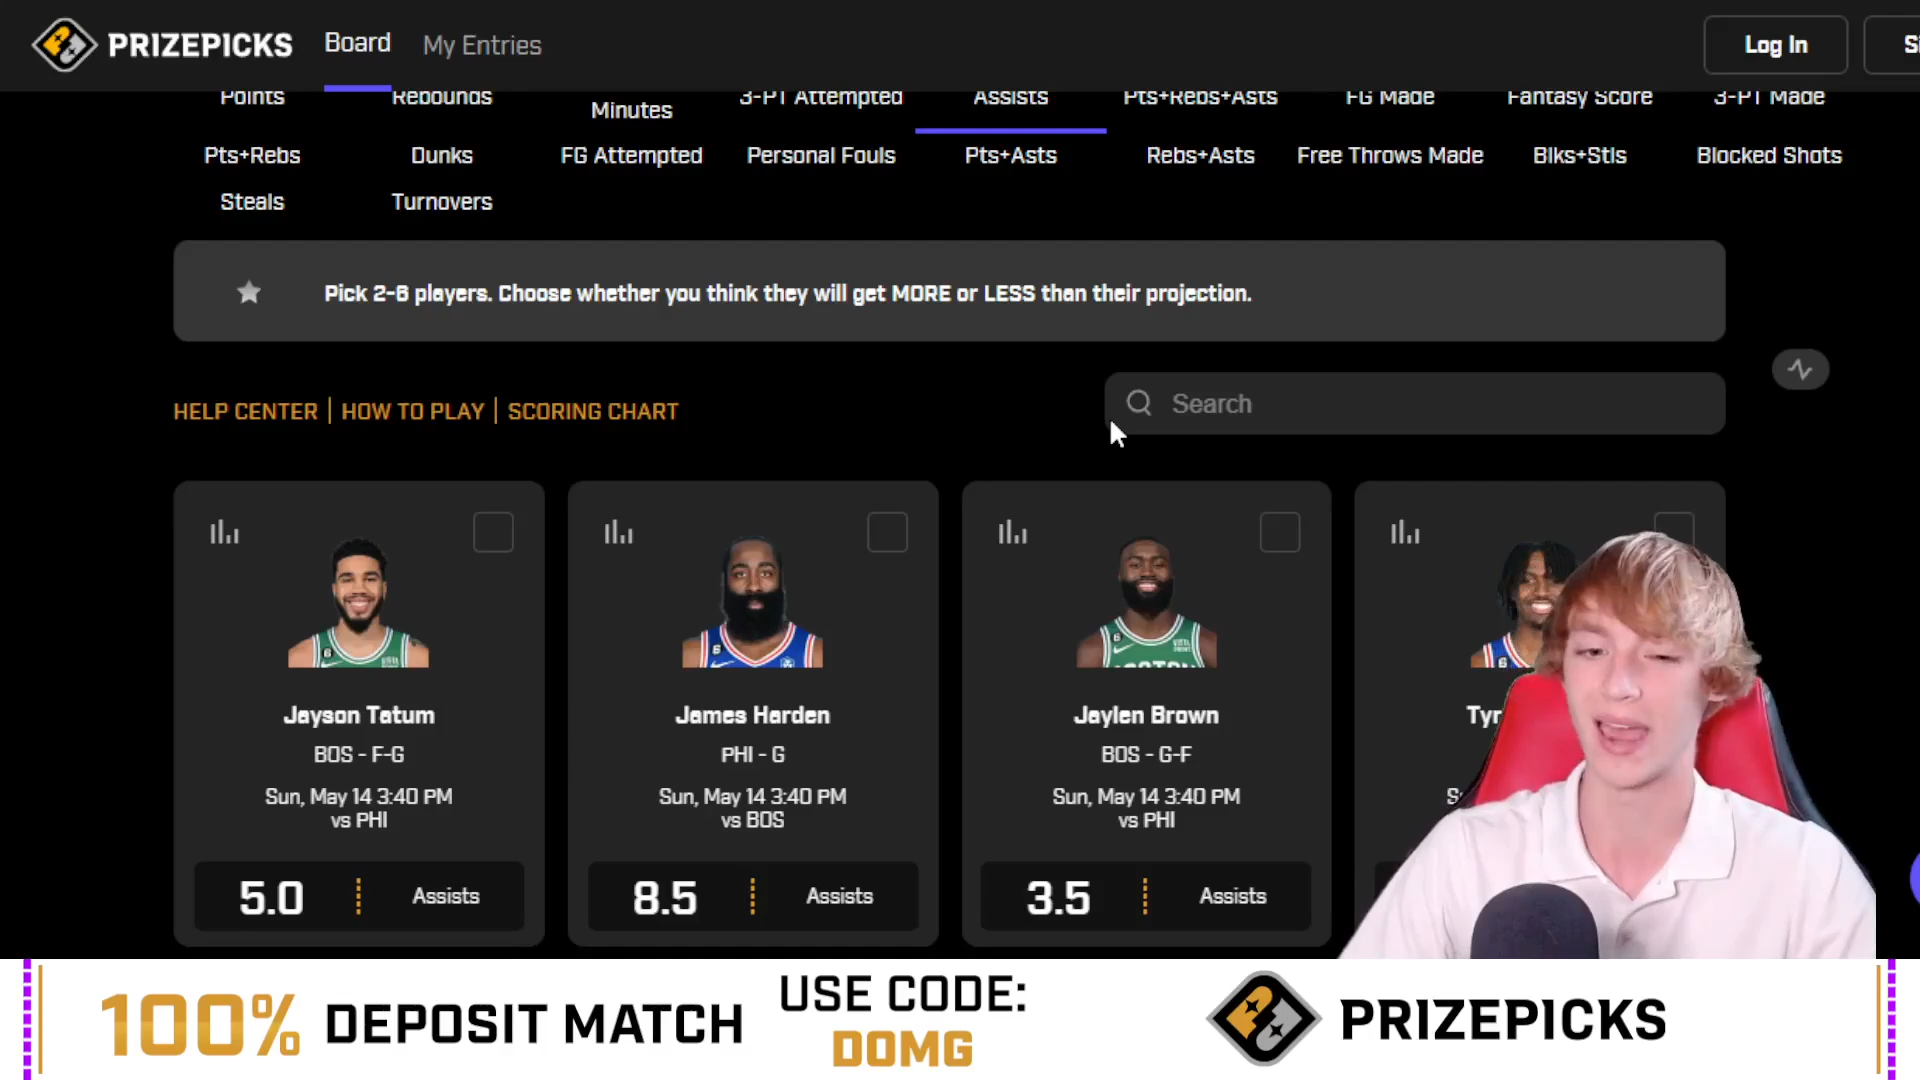 PRIZEPICKS Board My Entries Log In
Points Rebounds Minutes 3-PT Attempted Assists Pts+Rebs+Asts FG Made Fantasy Score 3-PT Made
Pts+Rebs Dunks FG Attempted Personal Fouls Pts+Asts Rebs+Asts Free Throws Made Blks+Stls Blocked Shots
Steals Turnovers
Pick 2-6 players. Choose whether you think they will get MORE or LESS than their projection.
HELP CENTER | HOW TO PLAY | SCORING CHART
Search
Jayson Tatum
BOS - F-G
Sun, May 14 3:40 PM
vs PHI
5.0 Assists
James Harden
PHI - G
Sun, May 14 3:40 PM
vs BOS
8.5 Assists
Jaylen Brown
BOS - G-F
Sun, May 14 3:40 PM
vs PHI
3.5 Assists
Tyr
100% DEPOSIT MATCH
USE CODE:
DOMG
PRIZEPICKS